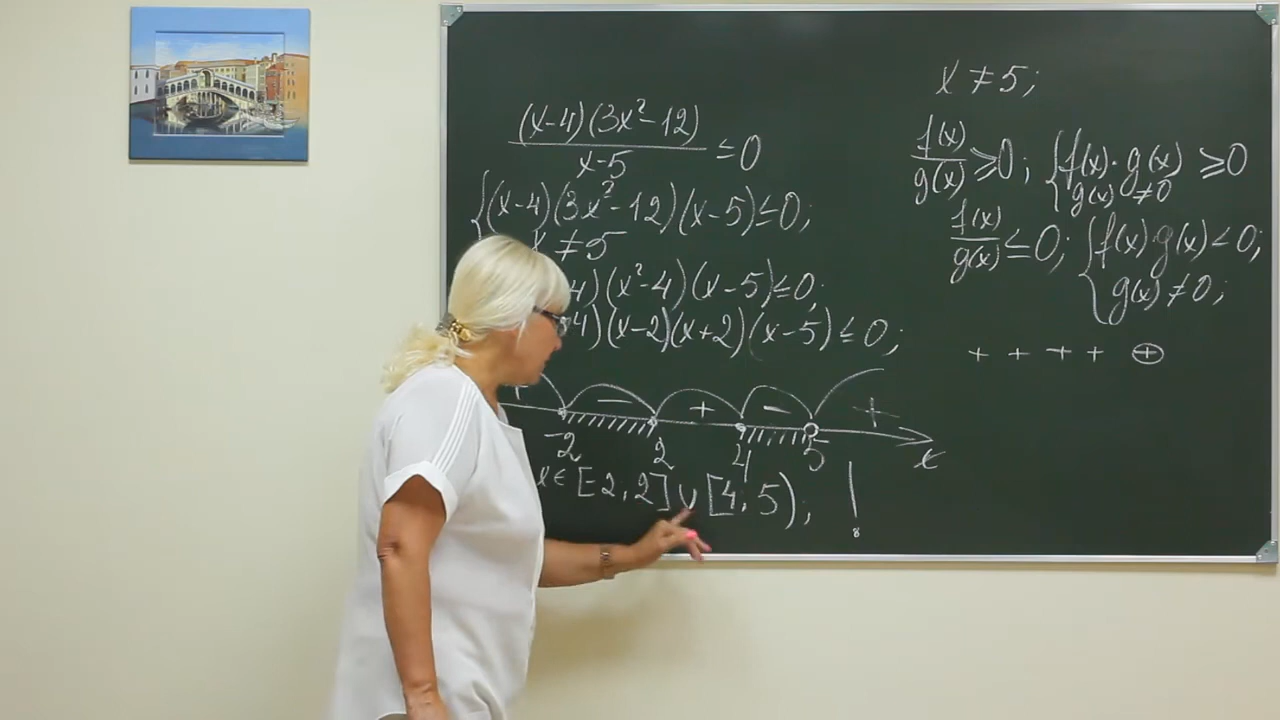 (x-4)(3x²-12)
x-5 ≤0
{(x-4)(3x²-12)(x-5)≤0;
x≠5
4)(x²-4)(x-5)≤0;
4)(x-2)(x+2)(x-5)≤0;
+ - + - +
-2 2 4 5 x
x∈[-2,2]∪[4,5); !
x≠5;
f(x)/g(x)≥0; {f(x)·g(x)≥0
g(x)≠0
f(x)/g(x)≤0; {f(x)g(x)≤0;
g(x)≠0;
+ + + + ⊕